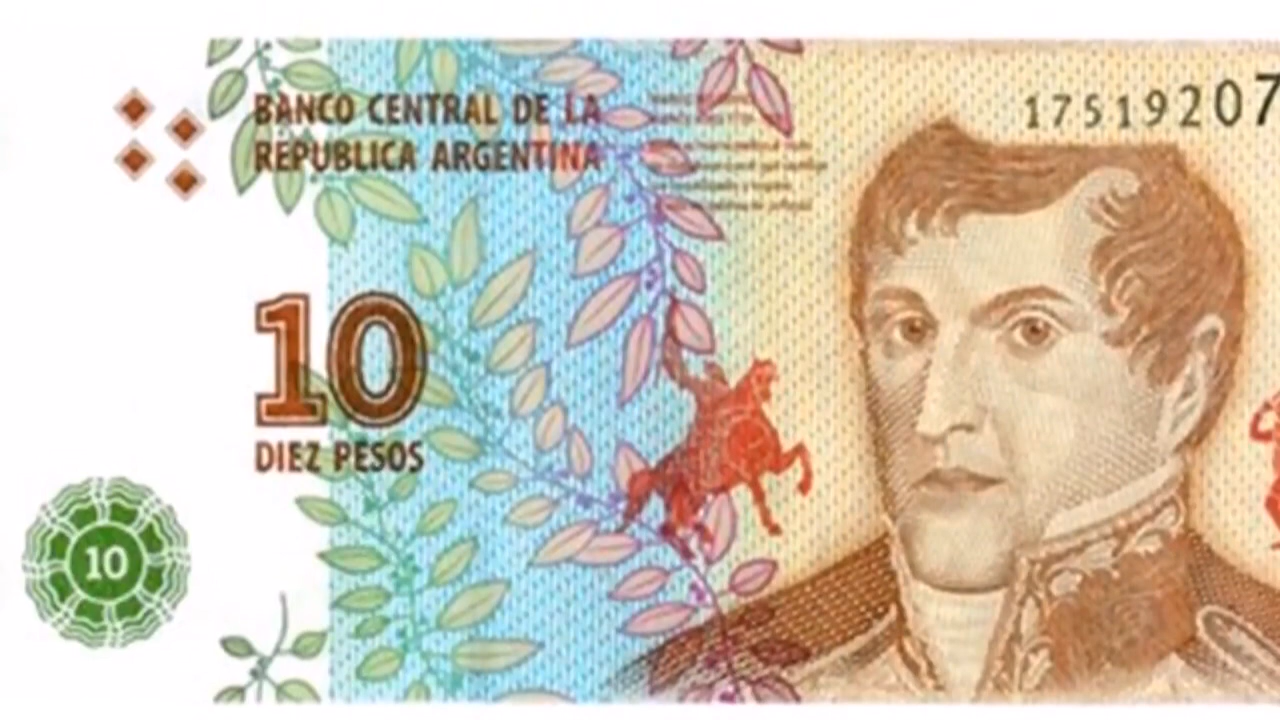 BANCO CENTRAL DE LA
REPUBLICA ARGENTINA
17519207
10
DIEZ PESOS
10